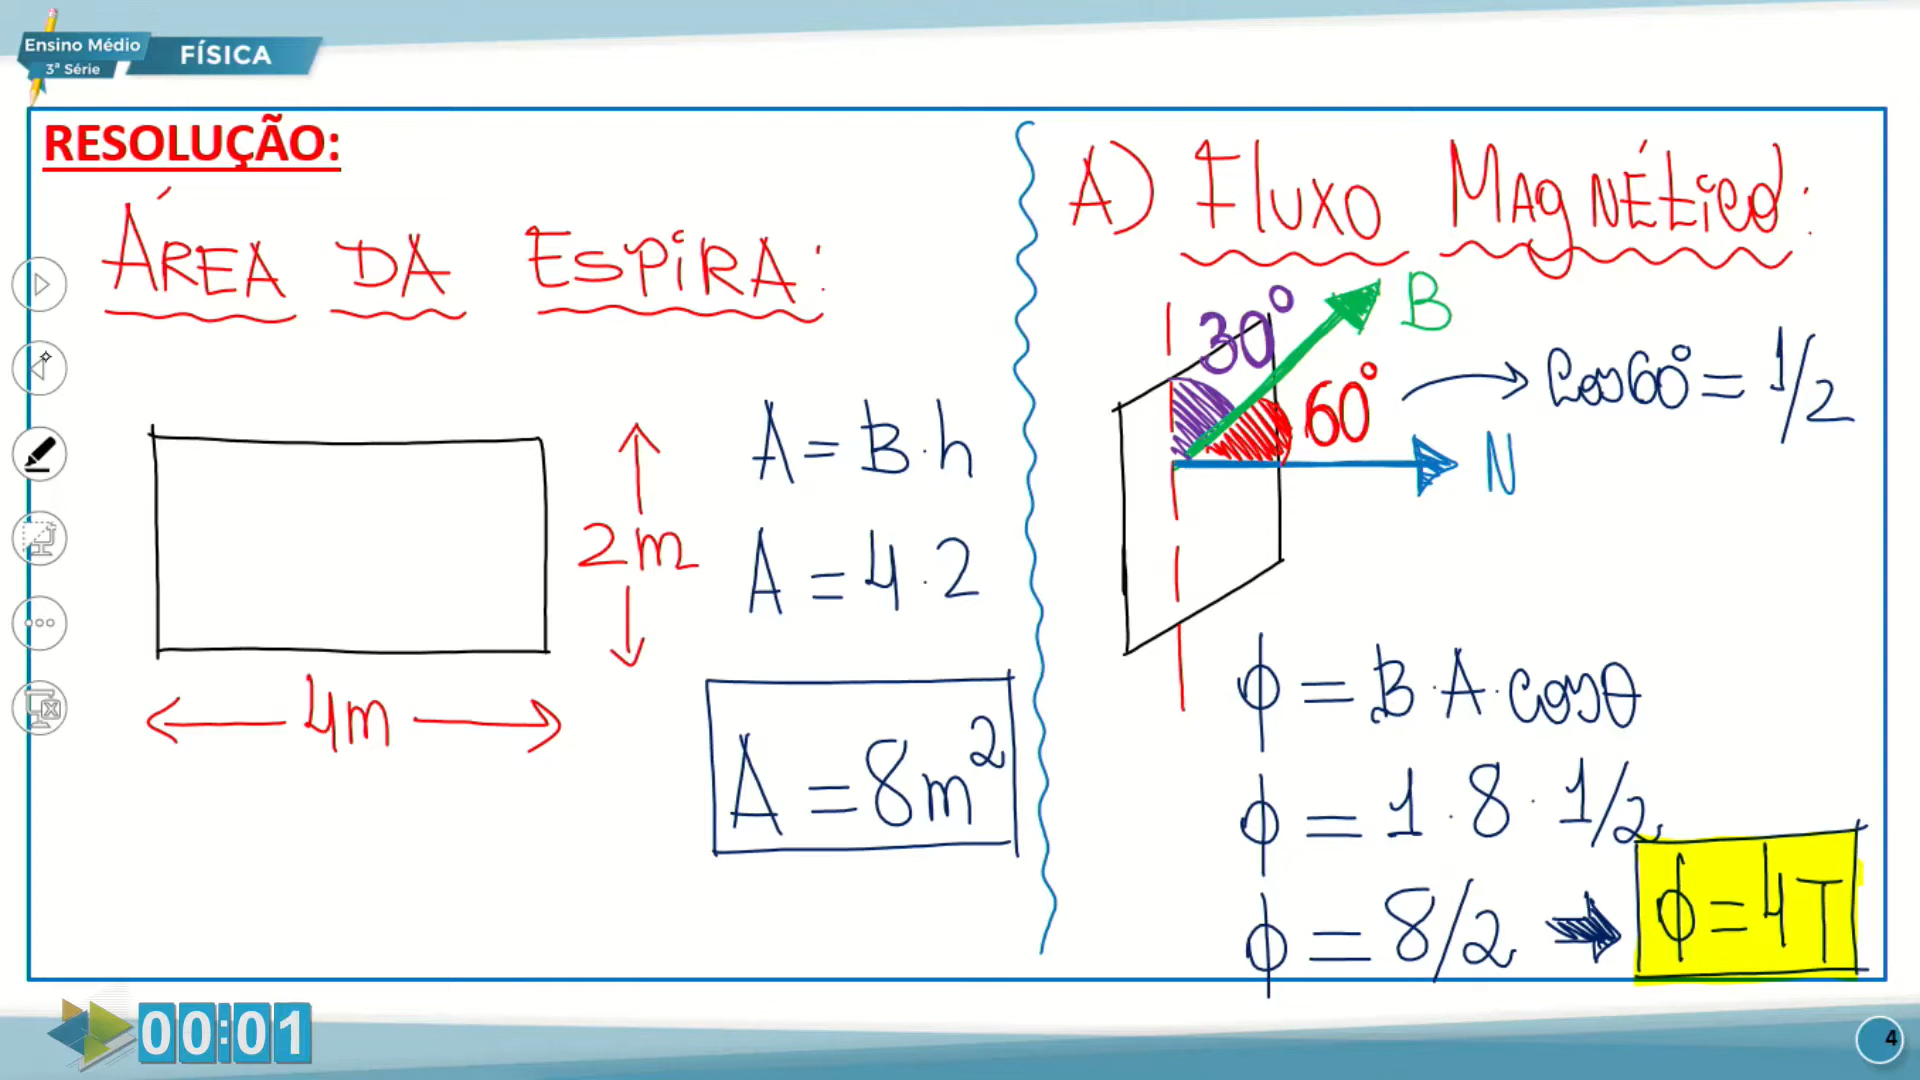 Ensino Médio
3ª Série
FÍSICA
RESOLUÇÃO:
ÁREA DA ESPIRA:
2m
4m
A = B·h
A = 4·2
A = 8m²
A) FLUXO MAGNÉTICO:
30°
B
60°
Cos60° = 1/2
N
ϕ = B·A·cosθ
ϕ = 1·8·1/2
ϕ = 8/2
ϕ = 4T
00:01
4